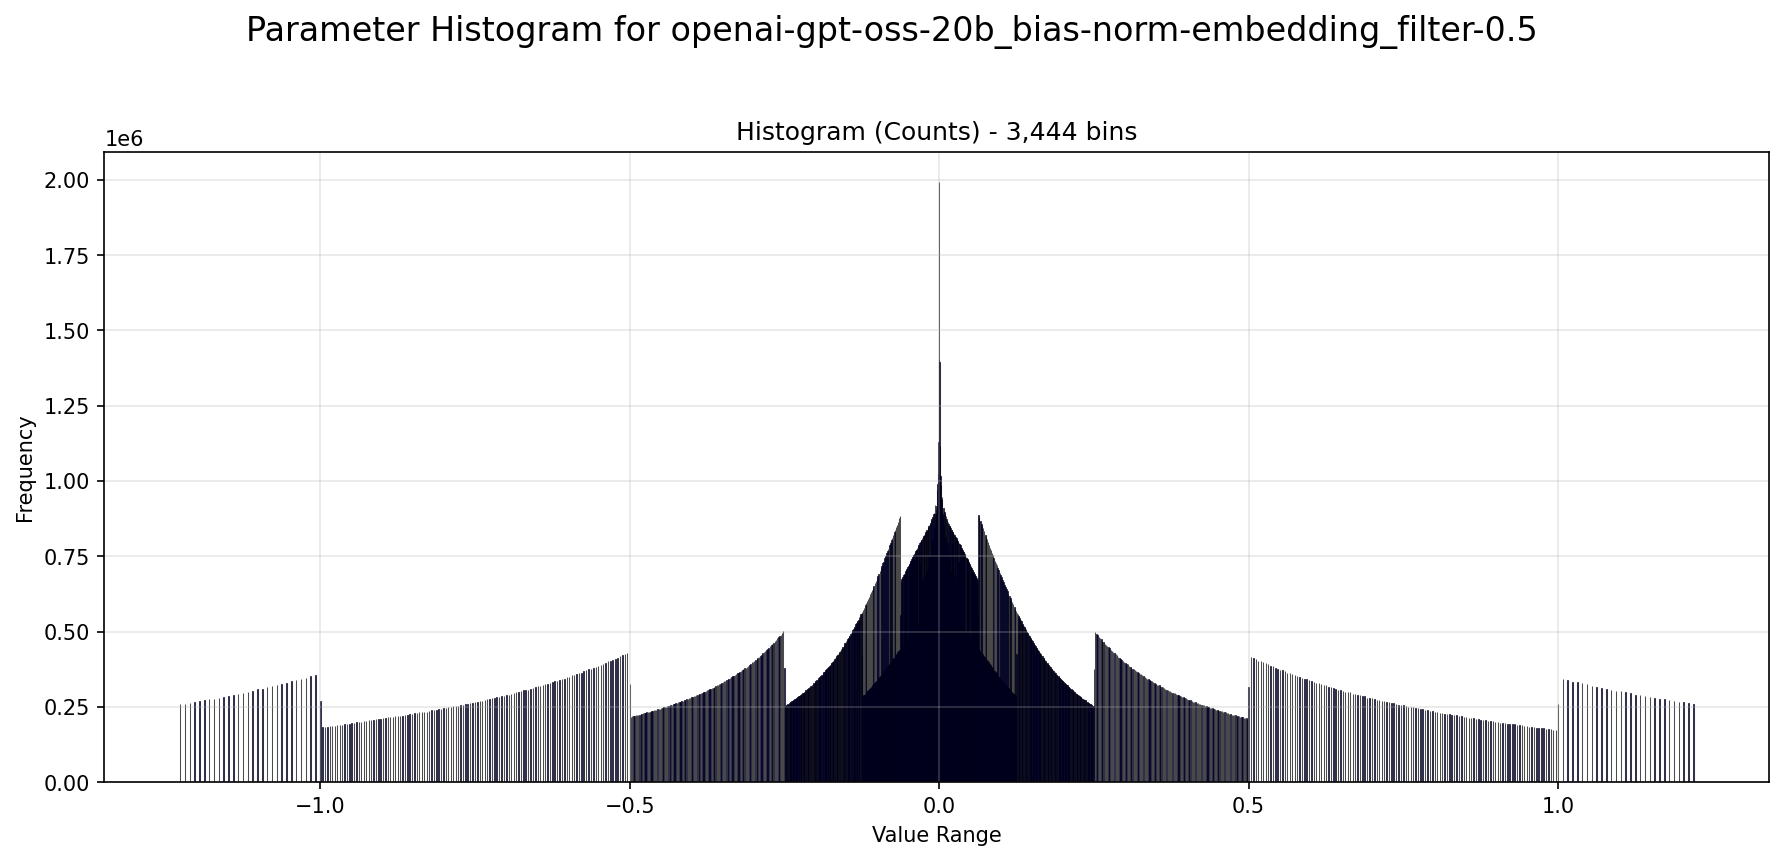 Parameter Histogram for openai-gpt-oss-20b_bias-norm-embedding_filter-0.5
Histogram (Counts) - 3,444 bins
1e6
2.00
1.75
1.50
1.25
1.00
0.75
0.50
0.25
0.00
Frequency
−1.0 −0.5 0.0 0.5 1.0
Value Range